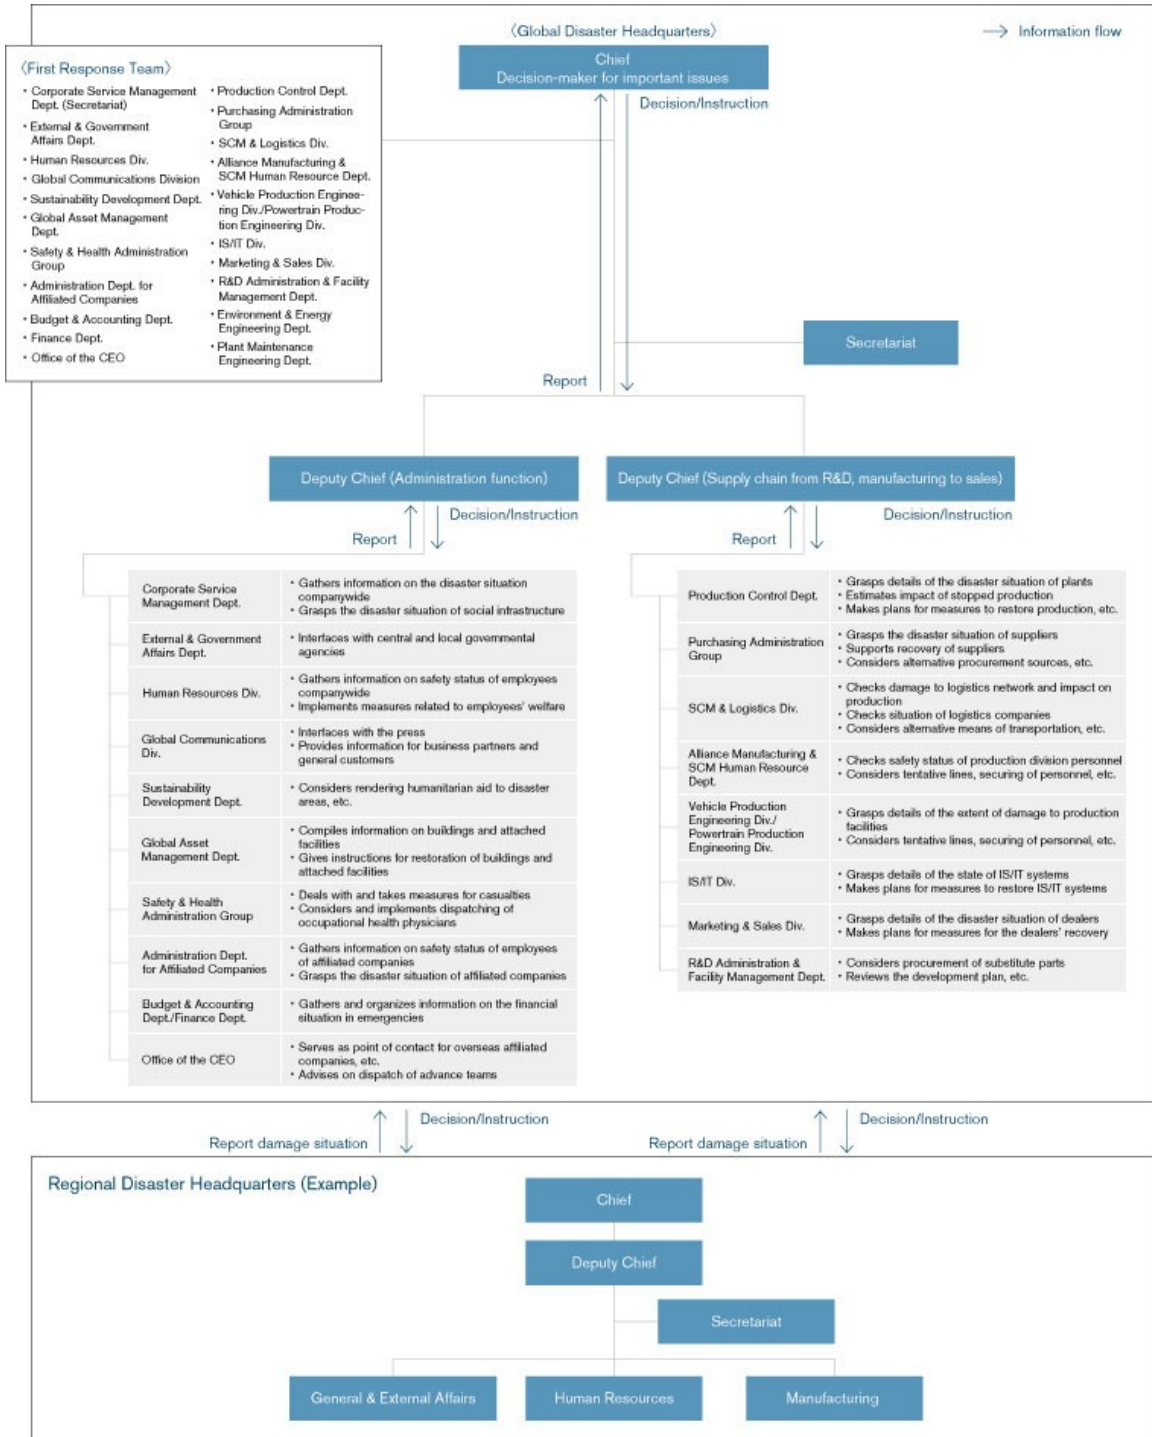 〈Global Disaster Headquarters〉
→ Information flow
Chief
Decision-maker for important issues
〈First Response Team〉
・Corporate Service Management
Dept. (Secretariat)
・External & Government
Affairs Dept.
・Human Resources Div.
・Global Communications Division
・Sustainability Development Dept.
・Global Asset Management
Dept.
・Safety & Health Administration
Group
・Administration Dept. for
Affiliated Companies
・Budget & Accounting Dept.
・Finance Dept.
・Office of the CEO
・Production Control Dept.
・Purchasing Administration
Group
・SCM & Logistics Div.
・Alliance Manufacturing &
SCM Human Resource Dept.
・Vehicle Production Enginee-
ring Div./Powertrain Produc-
tion Engineering Div.
・IS/IT Div.
・Marketing & Sales Div.
・R&D Administration & Facility
Management Dept.
・Environment & Energy
Engineering Dept.
・Plant Maintenance
Engineering Dept.
Decision/Instruction
Secretariat
Report
Deputy Chief (Administration function)
Decision/Instruction
Report
Corporate Service
Management Dept.
・Gathers information on the disaster situation
companywide
・Grasps the disaster situation of social infrastructure
External & Government
Affairs Dept.
・Interfaces with central and local governmental
agencies
Human Resources Div.
・Gathers information on safety status of employees
companywide
・Implements measures related to employees' welfare
Global Communications
Div.
・Interfaces with the press
・Provides information for business partners and
general customers
Sustainability
Development Dept.
・Considers rendering humanitarian aid to disaster
areas, etc.
Global Asset
Management Dept.
・Compiles information on buildings and attached
facilities
・Gives instructions for restoration of buildings and
attached facilities
Safety & Health
Administration Group
・Deals with and takes measures for casualties
・Considers and implements dispatching of
occupational health physicians
Administration Dept.
for Affiliated Companies
・Gathers information on safety status of employees
of affiliated companies
・Grasps the disaster situation of affiliated companies
Budget & Accounting
Dept./Finance Dept.
・Gathers and organizes information on the financial
situation in emergencies
Office of the CEO
・Serves as point of contact for overseas affiliated
companies, etc.
・Advises on dispatch of advance teams
Deputy Chief (Supply chain from R&D, manufacturing to sales)
Decision/Instruction
Report
Production Control Dept.
・Grasps details of the disaster situation of plants
・Estimates impact of stopped production
・Makes plans for measures to restore production, etc.
Purchasing Administration
Group
・Grasps the disaster situation of suppliers
・Supports recovery of suppliers
・Considers alternative procurement sources, etc.
SCM & Logistics Div.
・Checks damage to logistics network and impact on
production
・Checks situation of logistics companies
・Considers alternative means of transportation, etc.
Alliance Manufacturing &
SCM Human Resource
Dept.
・Checks safety status of production division personnel
・Considers tentative lines, securing of personnel, etc.
Vehicle Production
Engineering Div./
Powertrain Production
Engineering Div.
・Grasps details of the extent of damage to production
facilities
・Considers tentative lines, securing of personnel, etc.
IS/IT Div.
・Grasps details of the state of IS/IT systems
・Makes plans for measures to restore IS/IT systems
Marketing & Sales Div.
・Grasps details of the disaster situation of dealers
・Makes plans for measures for the dealers' recovery
R&D Administration &
Facility Management Dept.
・Considers procurement of substitute parts
・Reviews the development plan, etc.
Decision/Instruction
Report damage situation
Decision/Instruction
Report damage situation
Regional Disaster Headquarters (Example)
Chief
Deputy Chief
Secretariat
General & External Affairs
Human Resources
Manufacturing